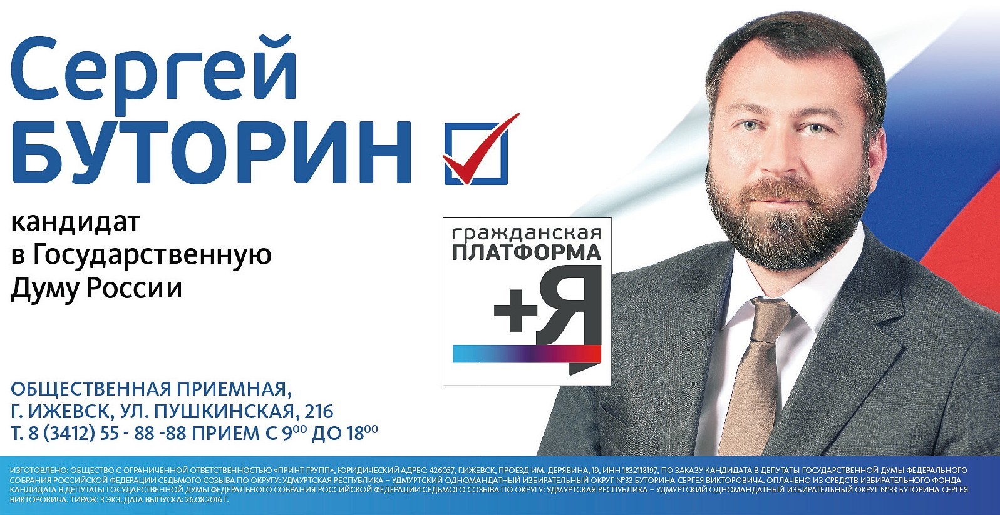 Сергей
БУТОРИН
кандидат
в Государственную
Думу России
гражданская
ПЛАТФОРМА
+Я
ОБЩЕСТВЕННАЯ ПРИЕМНАЯ,
Г. ИЖЕВСК, УЛ. ПУШКИНСКАЯ, 216
Т. 8 (3412) 55 - 88 -88 ПРИЕМ С 9⁰⁰ ДО 18⁰⁰
ИЗГОТОВЛЕНО: ОБЩЕСТВО С ОГРАНИЧЕННОЙ ОТВЕТСТВЕННОСТЬЮ «ПРИНТ ГРУПП», ЮРИДИЧЕСКИЙ АДРЕС: 426057, Г.ИЖЕВСК, ПРОЕЗД ИМ. ДЕРЯБИНА, 19, ИНН 1832118197, ПО ЗАКАЗУ КАНДИДАТА В ДЕПУТАТЫ ГОСУДАРСТВЕННОЙ ДУМЫ ФЕДЕРАЛЬНОГО
СОБРАНИЯ РОССИЙСКОЙ ФЕДЕРАЦИИ СЕДЬМОГО СОЗЫВА ПО ОКРУГУ: УДМУРТСКАЯ РЕСПУБЛИКА – УДМУРТСКИЙ ОДНОМАНДАТНЫЙ ИЗБИРАТЕЛЬНЫЙ ОКРУГ №33 БУТОРИНА СЕРГЕЯ ВИКТОРОВИЧА. ОПЛАЧЕНО ИЗ СРЕДСТВ ИЗБИРАТЕЛЬНОГО ФОНДА
КАНДИДАТА В ДЕПУТАТЫ ГОСУДАРСТВЕННОЙ ДУМЫ ФЕДЕРАЛЬНОГО СОБРАНИЯ РОССИЙСКОЙ ФЕДЕРАЦИИ СЕДЬМОГО СОЗЫВА ПО ОКРУГУ: УДМУРТСКАЯ РЕСПУБЛИКА – УДМУРТСКИЙ ОДНОМАНДАТНЫЙ ИЗБИРАТЕЛЬНЫЙ ОКРУГ №33 БУТОРИНА СЕРГЕЯ
ВИКТОРОВИЧА. ТИРАЖ: 3 ЭКЗ. ДАТА ВЫПУСКА: 26.08.2016 Г.